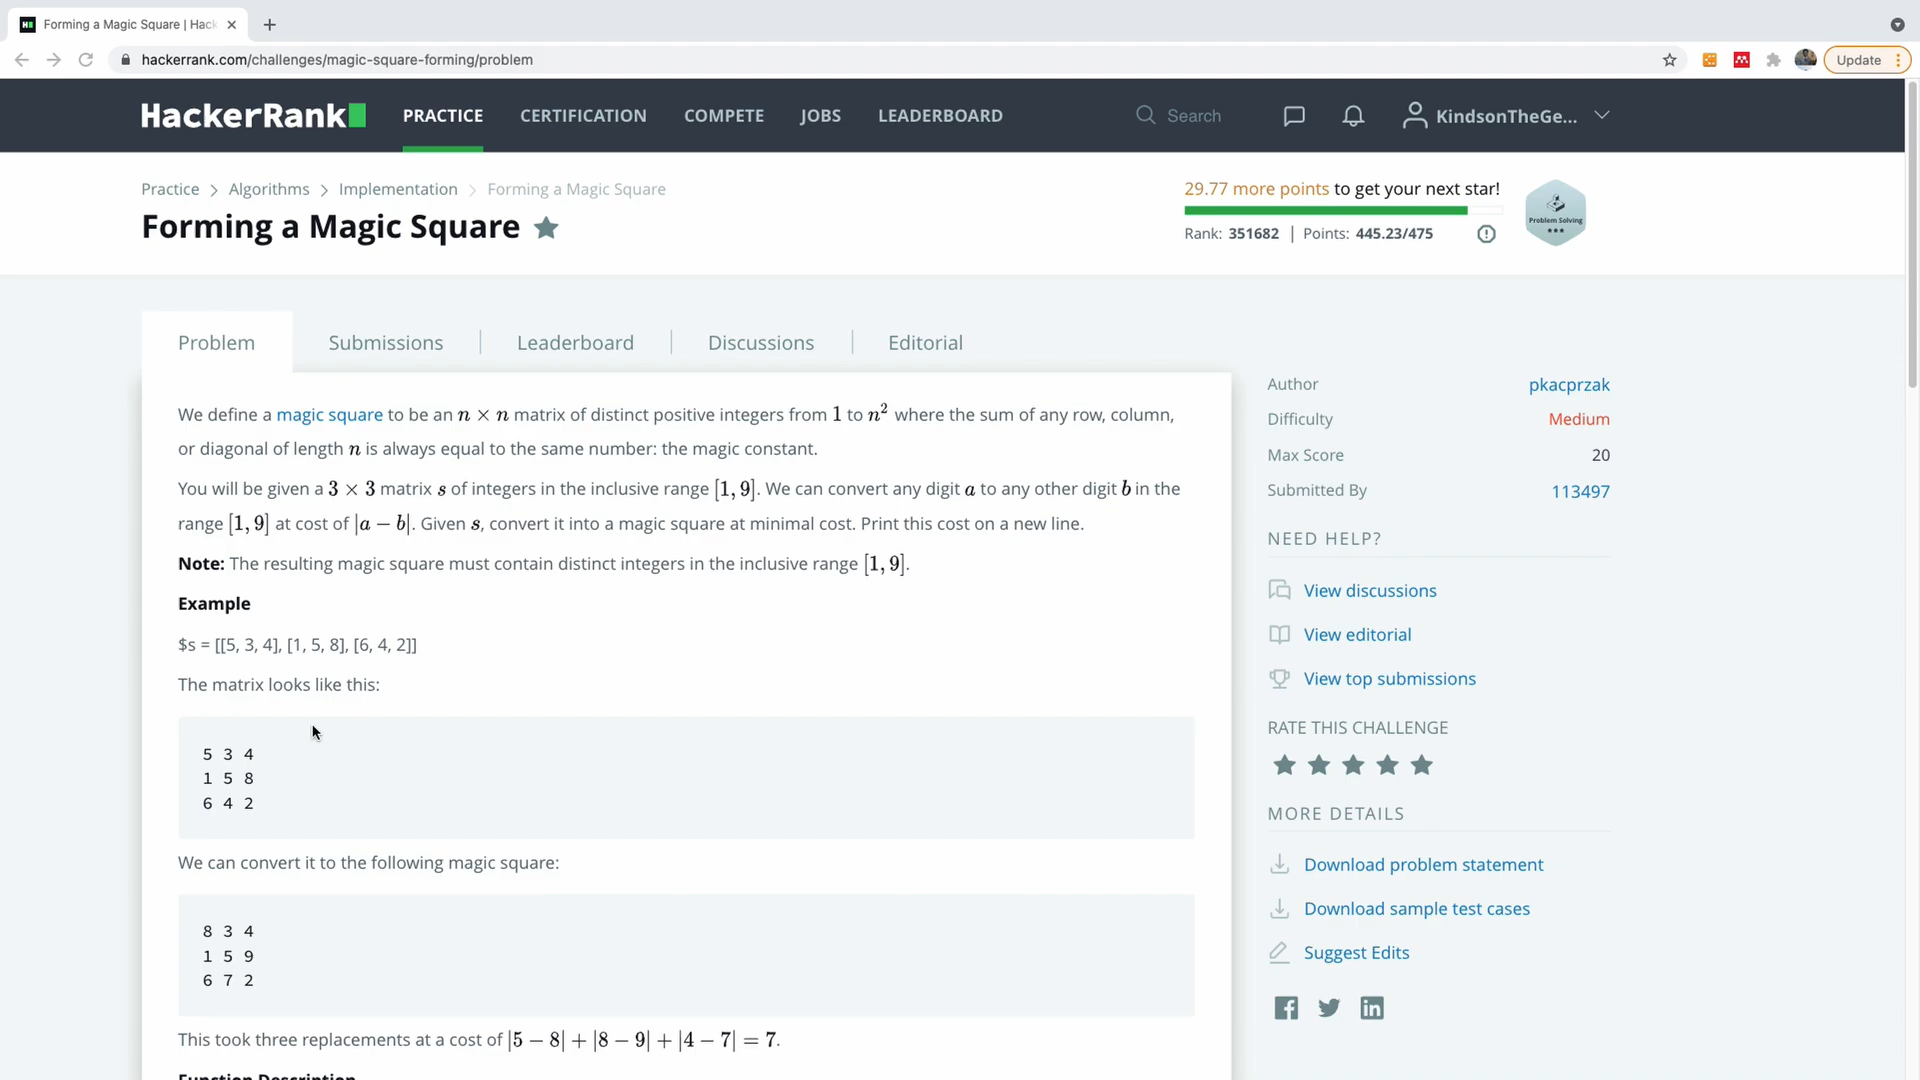 Forming a Magic Square | Hack
hackerrank.com/challenges/magic-square-forming/problem
Update
HackerRank
PRACTICE
CERTIFICATION
COMPETE
JOBS
LEADERBOARD
Search
KindsonTheGe...
Practice > Algorithms > Implementation > Forming a Magic Square
Forming a Magic Square
29.77 more points to get your next star!
Rank: 351682 | Points: 445.23/475
Problem Solving
Problem
Submissions
Leaderboard
Discussions
Editorial
We define a magic square to be an n × n matrix of distinct positive integers from 1 to n² where the sum of any row, column,
or diagonal of length n is always equal to the same number: the magic constant.
You will be given a 3 × 3 matrix s of integers in the inclusive range [1, 9]. We can convert any digit a to any other digit b in the
range [1, 9] at cost of |a − b|. Given s, convert it into a magic square at minimal cost. Print this cost on a new line.
Note: The resulting magic square must contain distinct integers in the inclusive range [1, 9].
Example
$s = [[5, 3, 4], [1, 5, 8], [6, 4, 2]]
The matrix looks like this:
5 3 4
1 5 8
6 4 2
We can convert it to the following magic square:
8 3 4
1 5 9
6 7 2
This took three replacements at a cost of |5 − 8| + |8 − 9| + |4 − 7| = 7.
Function Description
Author pkacprzak
Difficulty Medium
Max Score 20
Submitted By 113497
NEED HELP?
View discussions
View editorial
View top submissions
RATE THIS CHALLENGE
MORE DETAILS
Download problem statement
Download sample test cases
Suggest Edits